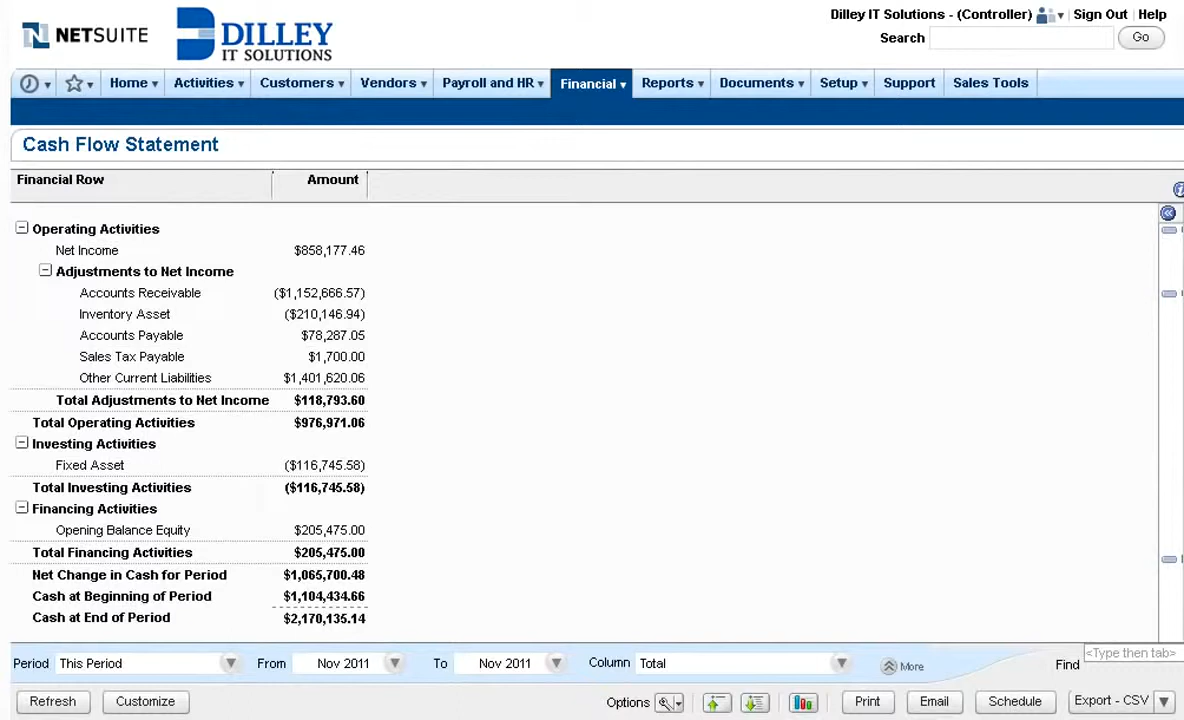 Dilley IT Solutions - (Controller) Sign Out Help
NETSUITE DILLEY
IT SOLUTIONS
Search Go
Home Activities Customers Vendors Payroll and HR Financial Reports Documents Setup Support Sales Tools
Cash Flow Statement
Financial Row Amount
Operating Activities
Net Income $858,177.46
Adjustments to Net Income
Accounts Receivable ($1,152,666.57)
Inventory Asset ($210,146.94)
Accounts Payable $78,287.05
Sales Tax Payable $1,700.00
Other Current Liabilities $1,401,620.06
Total Adjustments to Net Income $118,793.60
Total Operating Activities $976,971.06
Investing Activities
Fixed Asset ($116,745.58)
Total Investing Activities ($116,745.58)
Financing Activities
Opening Balance Equity $205,475.00
Total Financing Activities $205,475.00
Net Change in Cash for Period $1,065,700.48
Cash at Beginning of Period $1,104,434.66
Cash at End of Period $2,170,135.14
Period This Period From Nov 2011 To Nov 2011 Column Total More Find <Type then tab>
Refresh Customize Options Print Email Schedule Export - CSV